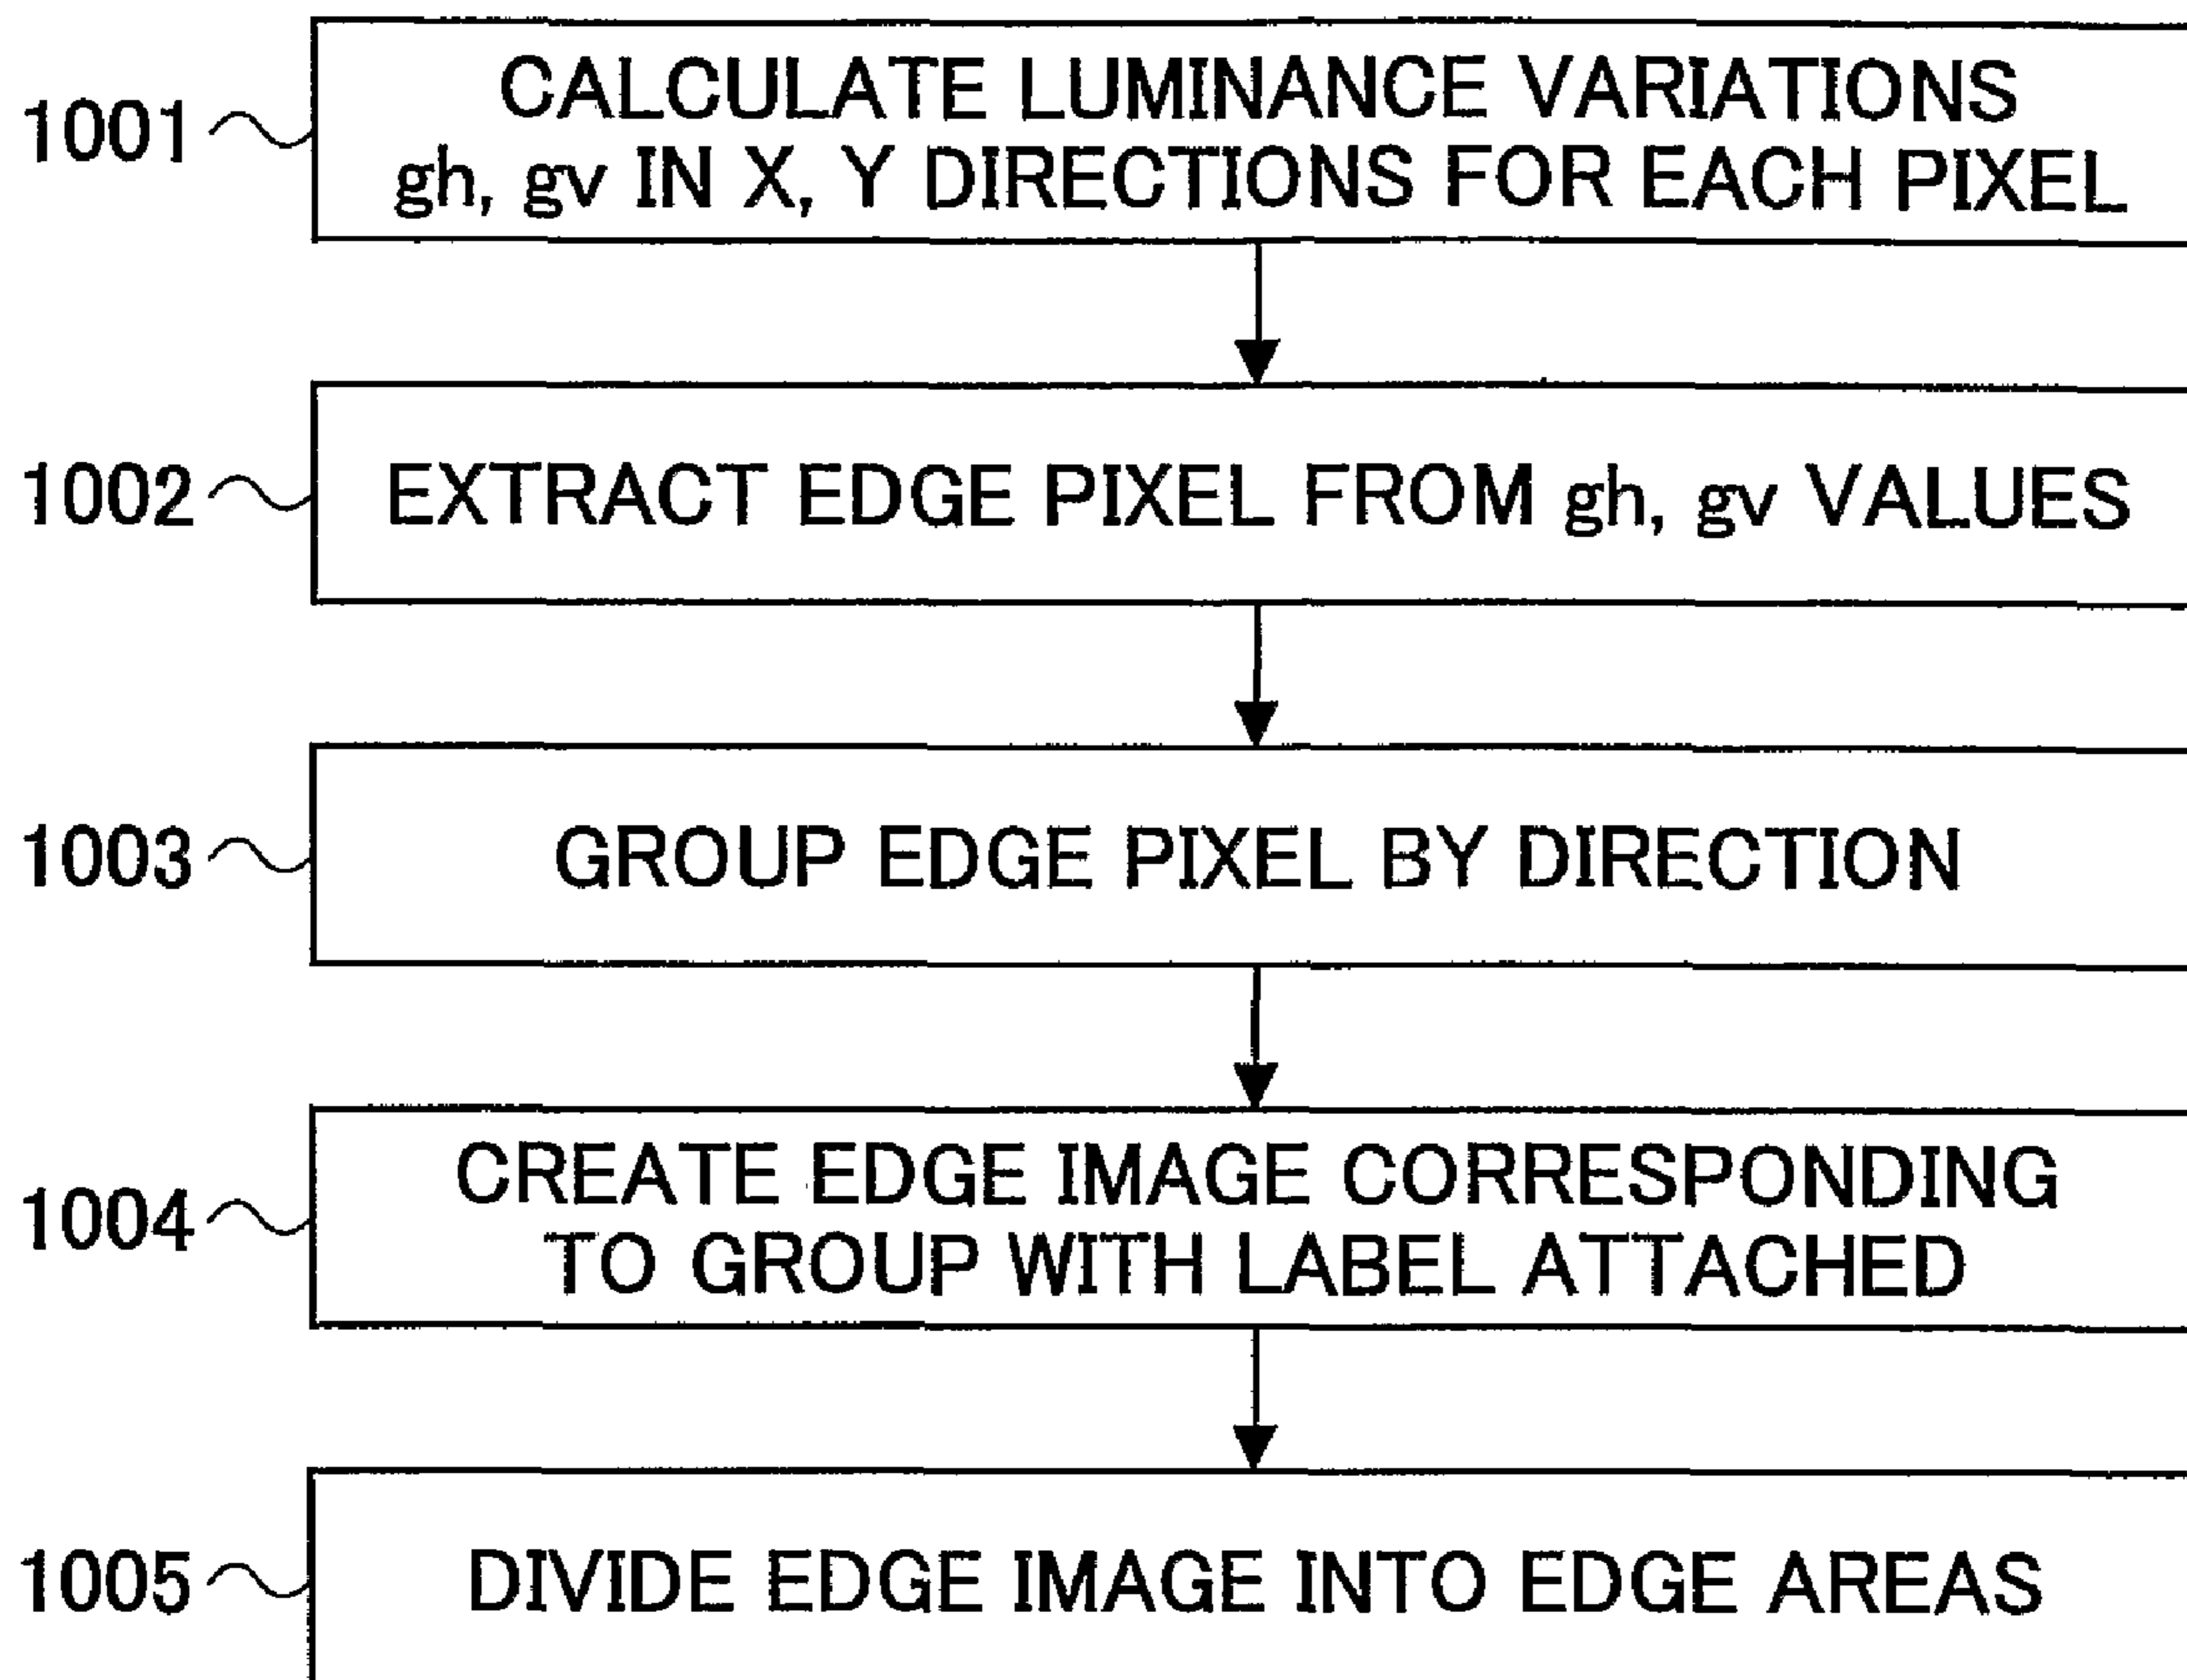 1001
CALCULATE LUMINANCE VARIATIONS
gh, gv IN X, Y DIRECTIONS FOR EACH PIXEL
1002
EXTRACT EDGE PIXEL FROM gh, gv VALUES
1003
GROUP EDGE PIXEL BY DIRECTION
1004
CREATE EDGE IMAGE CORRESPONDING
TO GROUP WITH LABEL ATTACHED
1005
DIVIDE EDGE IMAGE INTO EDGE AREAS